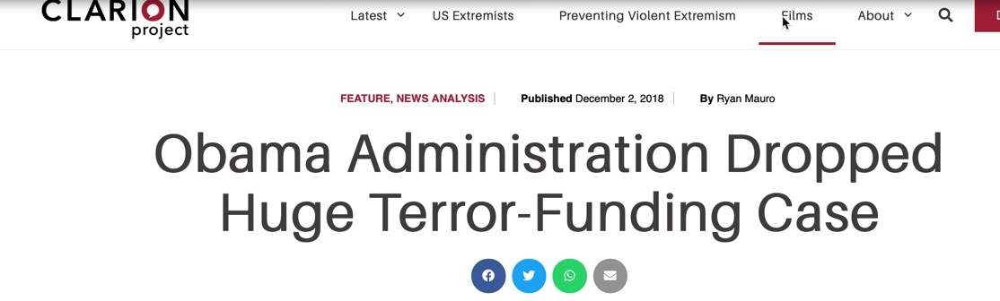 CLARION
project
Latest US Extremists Preventing Violent Extremism Films About
FEATURE, NEWS ANALYSIS Published December 2, 2018 By Ryan Mauro
Obama Administration Dropped
Huge Terror-Funding Case